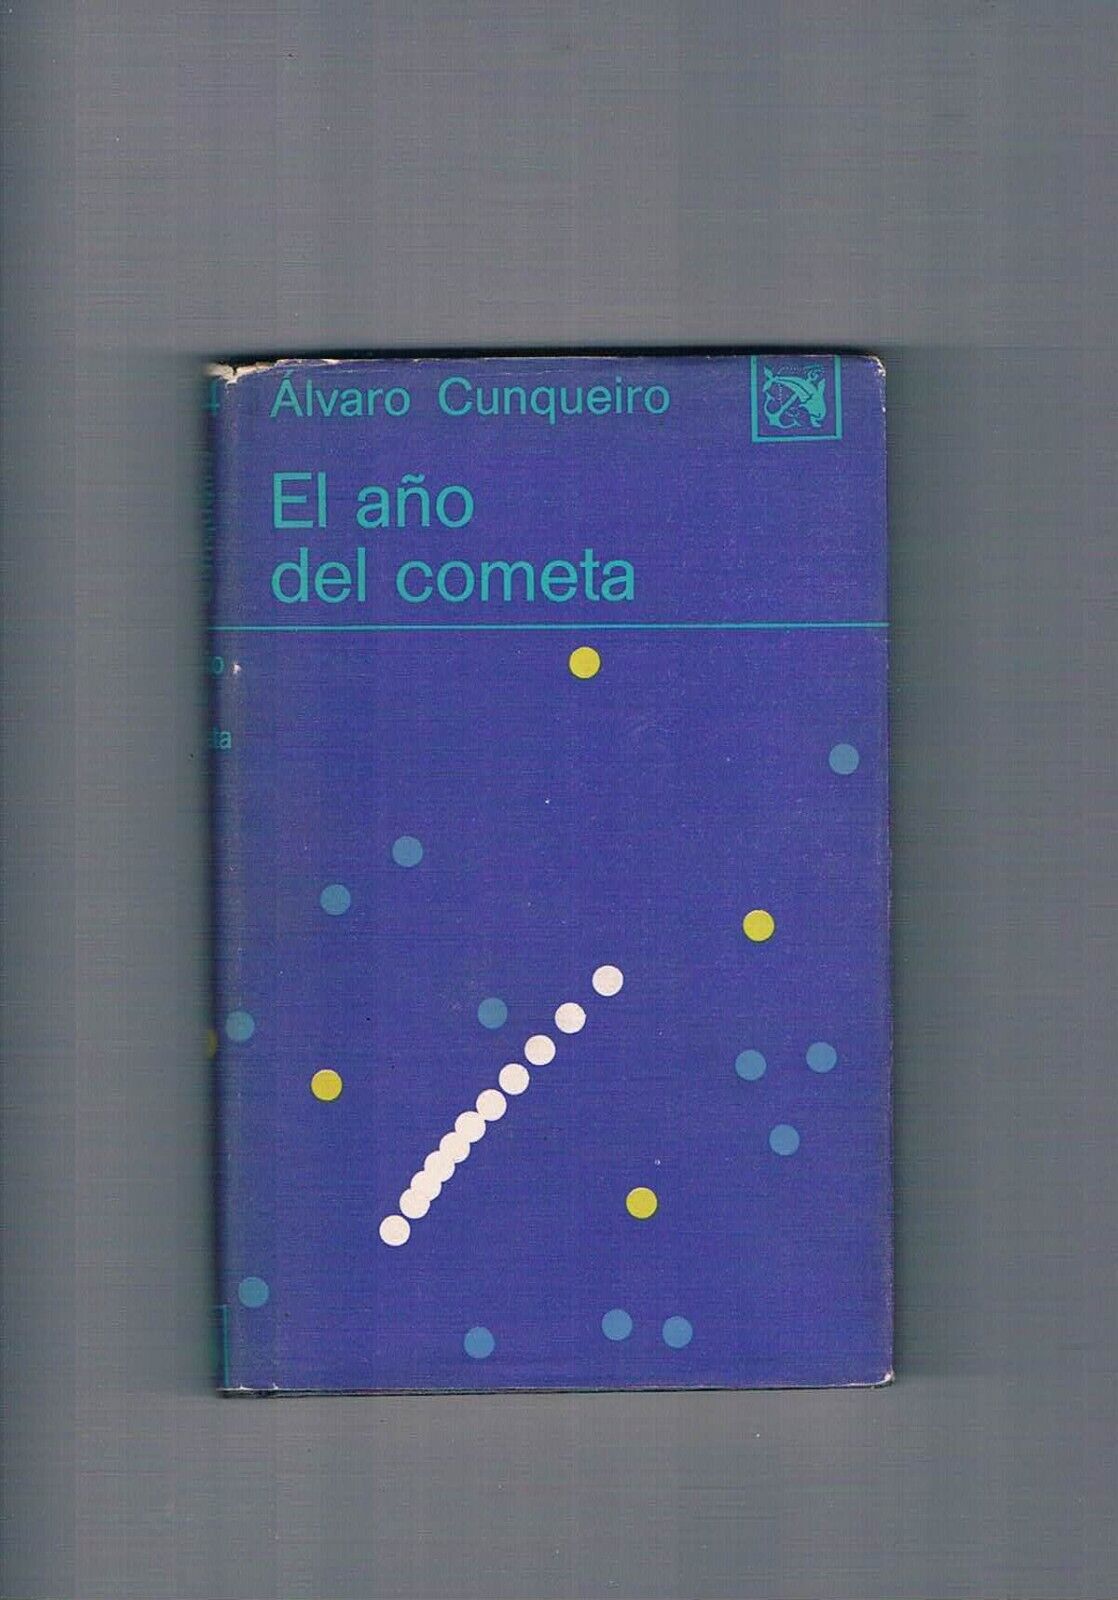 Álvaro Cunqueiro
El año
del cometa